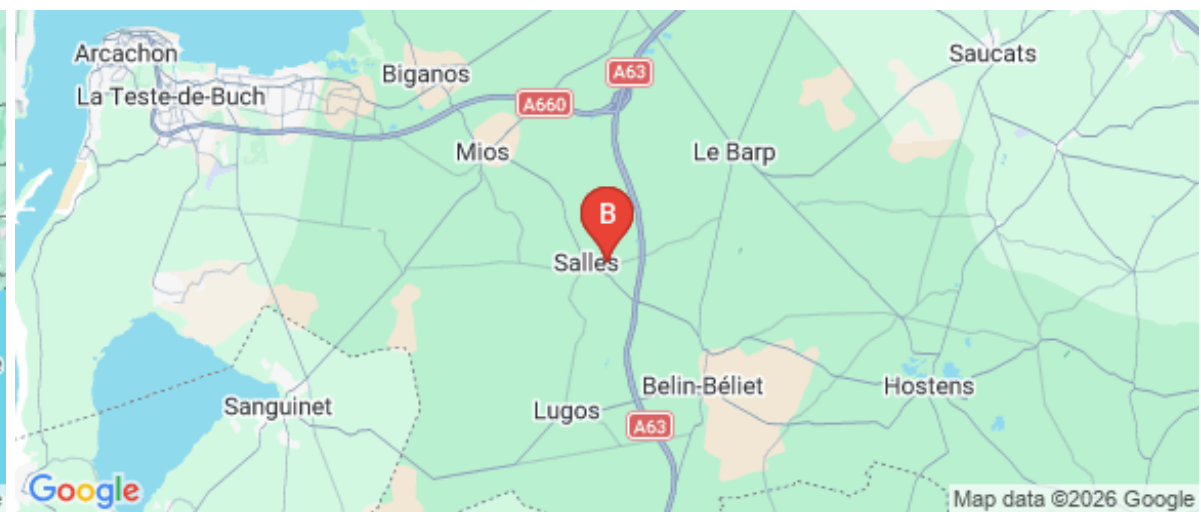 Arcachon
Saucats
Biganos
A63
La Teste-de-Buch
A660
Mios
Le Barp
B
Salles
Belin-Béliet
Hostens
Sanguinet
Lugos
A63
Google
Map data ©2026 Google